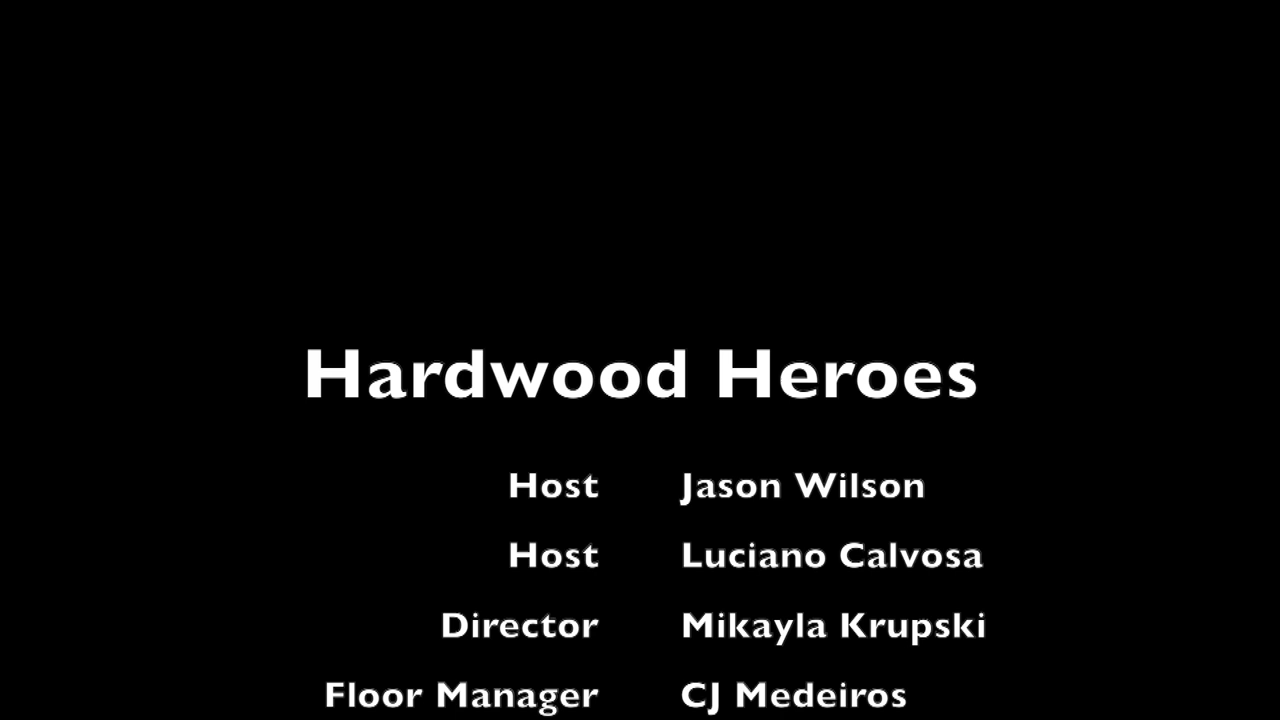 Hardwood Heroes
Host Jason Wilson
Host Luciano Calvosa
Director Mikayla Krupski
Floor Manager CJ Medeiros